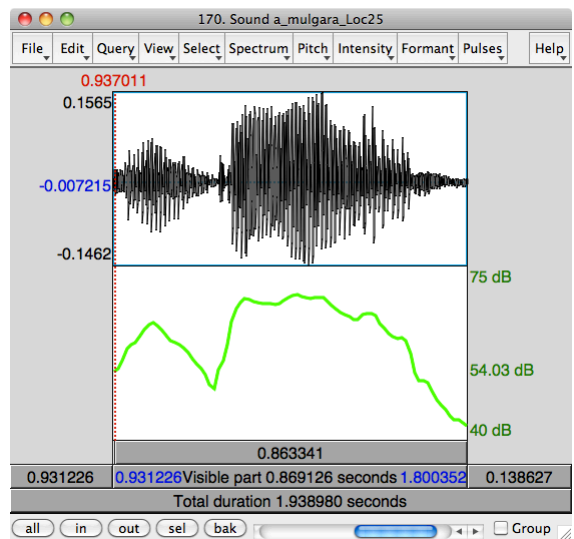 170. Sound a_mulgara_Loc25
File Edit Query View Select Spectrum Pitch Intensity Formant Pulses Help
0.937011
0.1565
-0.007215
-0.1462
75 dB
54.03 dB
40 dB
0.863341
0.931226 0.931226 Visible part 0.869126 seconds 1.800352 0.138627
Total duration 1.938980 seconds
all in out sel bak Group